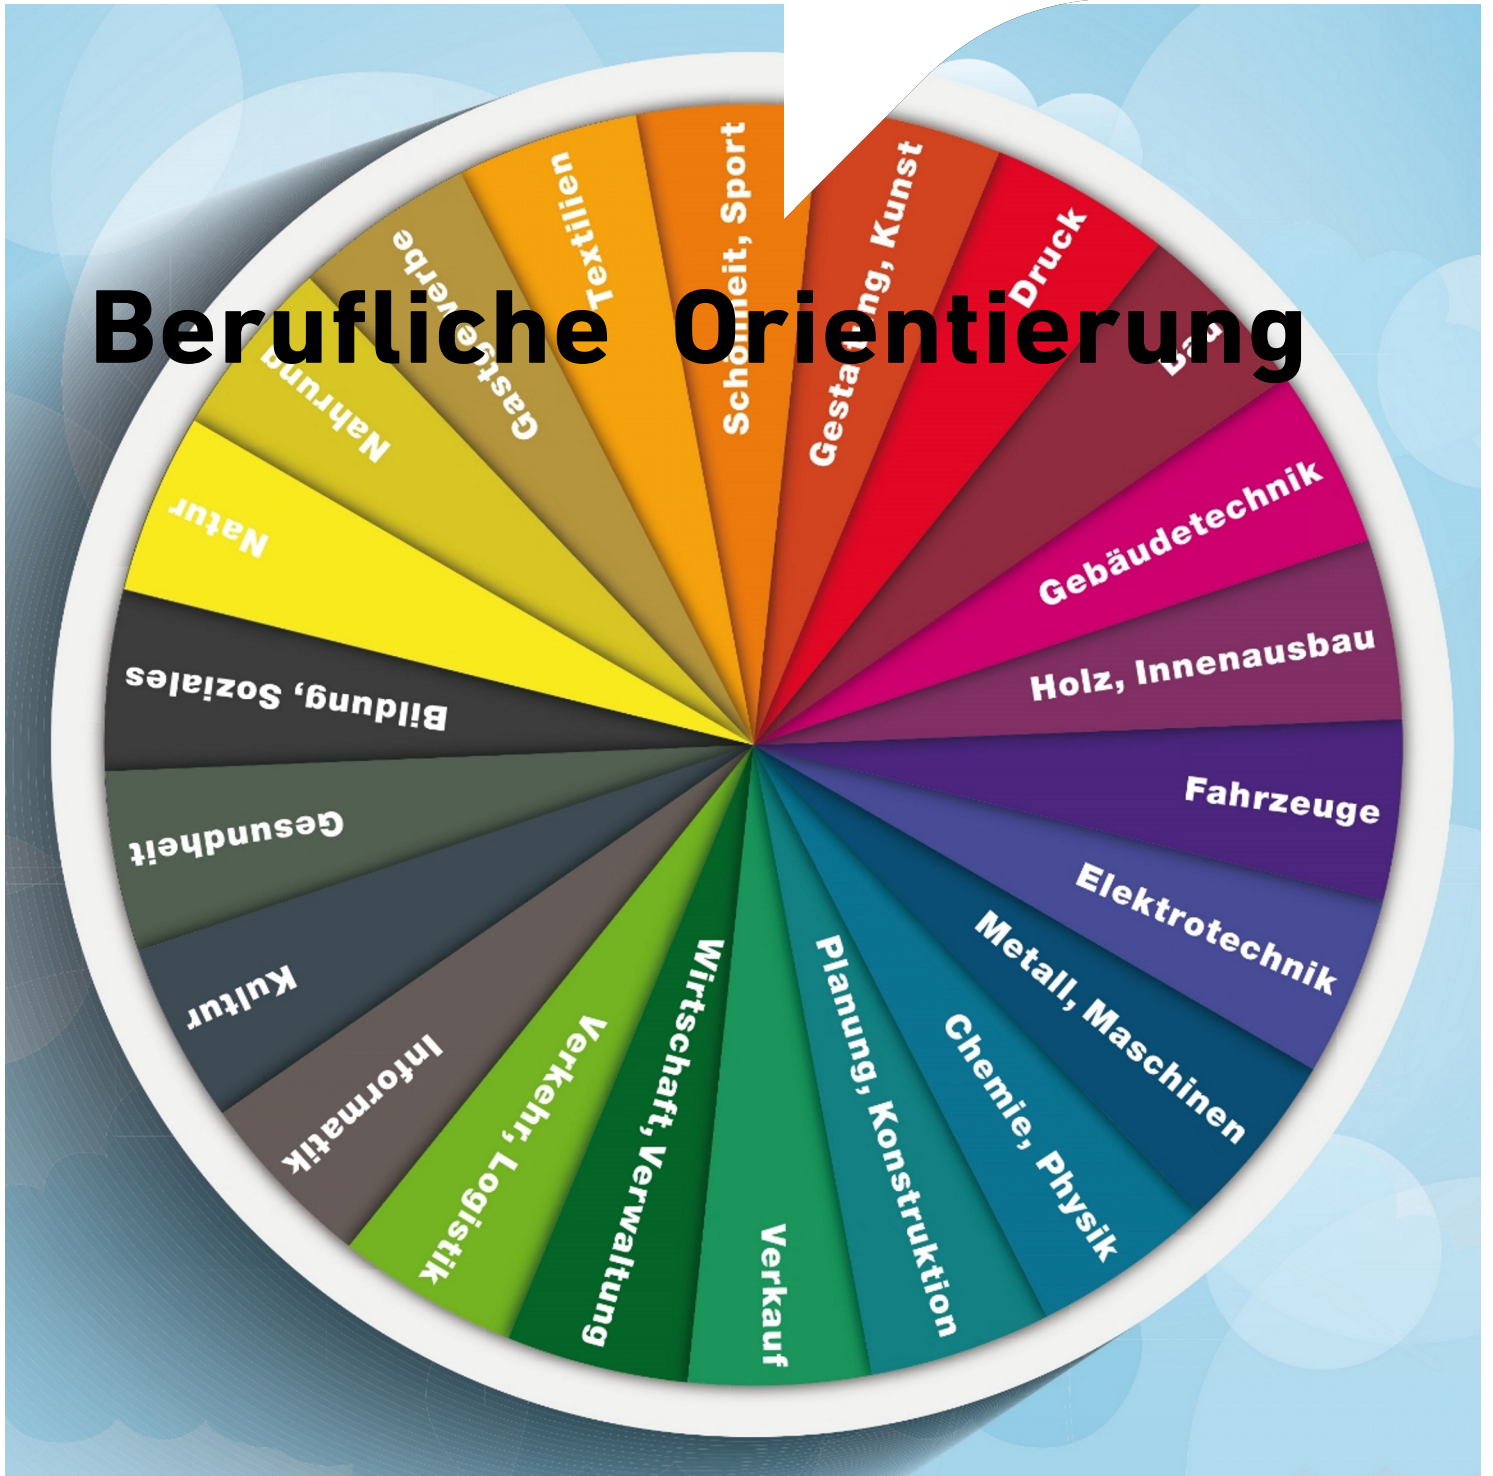 Berufliche Orientierung
Natur
Nahrung
Gastgewerbe
Textilien
Schönheit, Sport
Gestaltung, Kunst
Druck
Bau
Gebäudetechnik
Holz, Innenausbau
Fahrzeuge
Elektrotechnik
Metall, Maschinen
Chemie, Physik
Planung, Konstruktion
Verkauf
Wirtschaft, Verwaltung
Verkehr, Logistik
Informatik
Kultur
Gesundheit
Bildung, Soziales